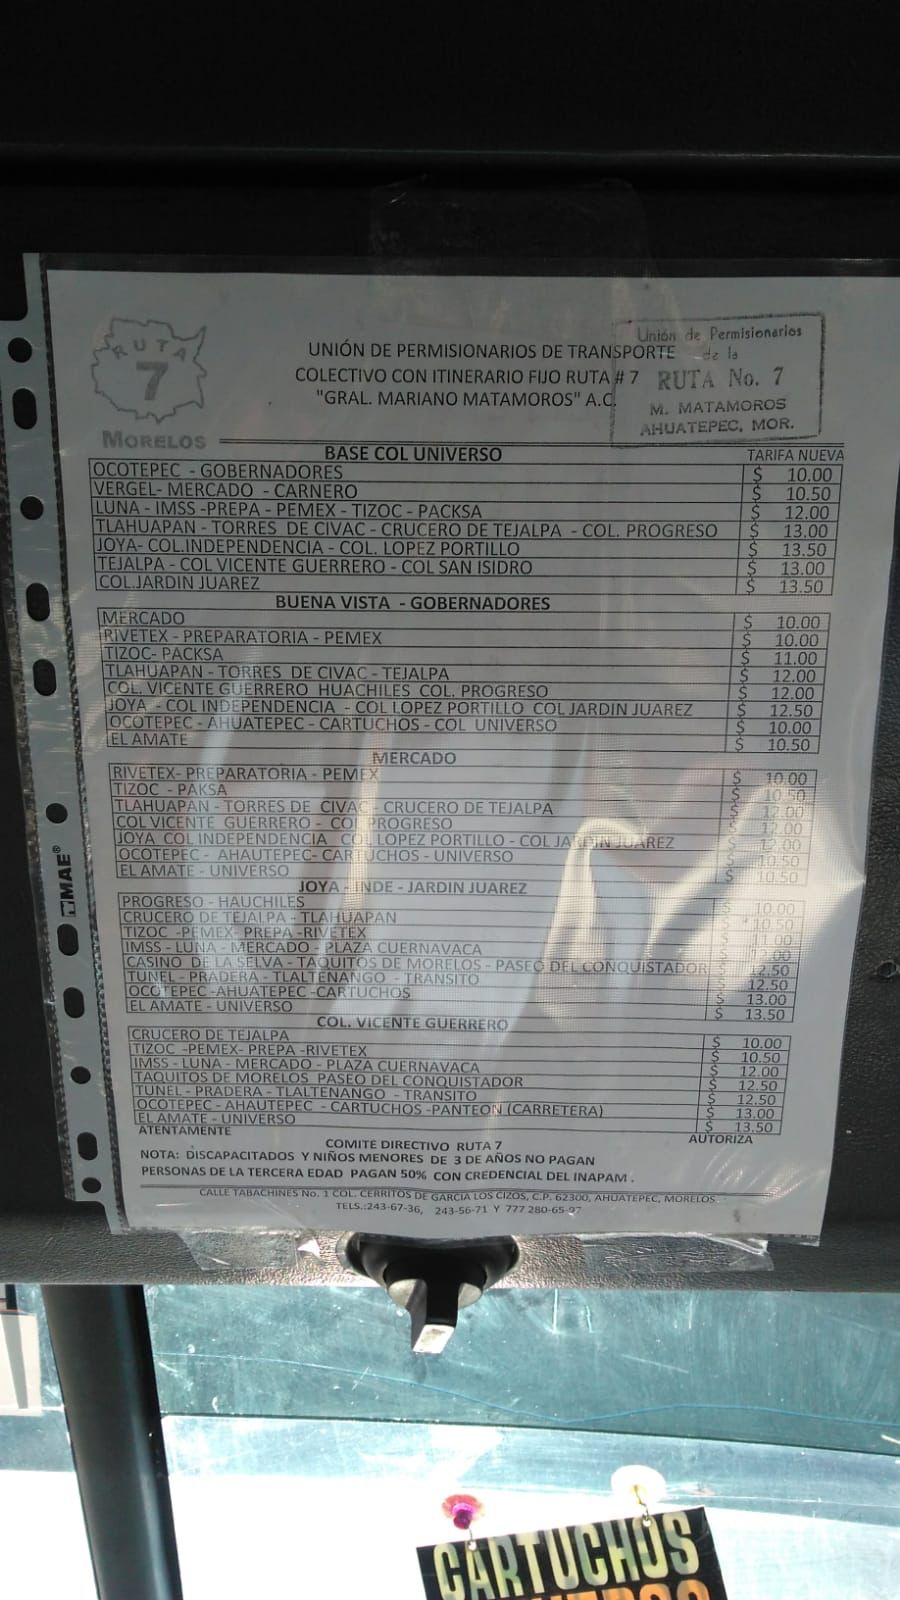 RUTA
7
MORELOS
UNIÓN DE PERMISIONARIOS DE TRANSPORTE
COLECTIVO CON ITINERARIO FIJO RUTA # 7
"GRAL. MARIANO MATAMOROS" A.C.
Unión de Permisionarios
de la
RUTA No. 7
M. MATAMOROS
AHUATEPEC, MOR.
BASE COL UNIVERSO TARIFA NUEVA
OCOTEPEC - GOBERNADORES $ 10.00
VERGEL- MERCADO - CARNERO $ 10.50
LUNA - IMSS -PREPA - PEMEX - TIZOC - PACKSA $ 12.00
TLAHUAPAN - TORRES DE CIVAC - CRUCERO DE TEJALPA - COL. PROGRESO $ 13.00
JOYA- COL.INDEPENDENCIA - COL. LOPEZ PORTILLO $ 13.50
TEJALPA - COL VICENTE GUERRERO - COL SAN ISIDRO $ 13.00
COL.JARDIN JUAREZ $ 13.50
BUENA VISTA - GOBERNADORES
MERCADO $ 10.00
RIVETEX - PREPARATORIA - PEMEX $ 10.00
TIZOC- PACKSA $ 11.00
TLAHUAPAN - TORRES DE CIVAC - TEJALPA $ 12.00
COL. VICENTE GUERRERO HUACHILES COL. PROGRESO $ 12.00
JOYA - COL INDEPENDENCIA - COL LOPEZ PORTILLO COL JARDIN JUAREZ $ 12.50
OCOTEPEC - AHUATEPEC - CARTUCHOS - COL UNIVERSO $ 10.00
EL AMATE $ 10.50
MERCADO
RIVETEX- PREPARATORIA - PEMEX $ 10.00
TIZOC - PAKSA $ 10.50
TLAHUAPAN - TORRES DE CIVAC - CRUCERO DE TEJALPA $ 12.00
COL VICENTE GUERRERO - COL PROGRESO $ 12.00
JOYA COL INDEPENDENCIA COL LOPEZ PORTILLO - COL JARDIN JUAREZ $ 12.00
OCOTEPEC - AHAUTEPEC- CARTUCHOS - UNIVERSO $ 10.50
EL AMATE - UNIVERSO $ 10.50
JOYA - INDE - JARDIN JUAREZ
PROGRESO - HAUCHILES $ 10.00
CRUCERO DE TEJALPA - TLAHUAPAN $ 10.50
TIZOC -PEMEX- PREPA -RIVETEX $ 11.00
IMSS - LUNA - MERCADO - PLAZA CUERNAVACA $ 12.00
CASINO DE LA SELVA - TAQUITOS DE MORELOS - PASEO DEL CONQUISTADOR $ 12.50
TUNEL - PRADERA - TLALTENANGO - TRANSITO $ 12.50
OCOTEPEC -AHUATEPEC -CARTUCHOS $ 13.00
EL AMATE - UNIVERSO $ 13.50
COL. VICENTE GUERRERO
CRUCERO DE TEJALPA $ 10.00
TIZOC -PEMEX- PREPA -RIVETEX $ 10.50
IMSS - LUNA - MERCADO - PLAZA CUERNAVACA $ 12.00
TAQUITOS DE MORELOS PASEO DEL CONQUISTADOR $ 12.50
TUNEL - PRADERA - TLALTENANGO - TRANSITO $ 12.50
OCOTEPEC - AHAUTEPEC - CARTUCHOS -PANTEON (CARRETERA) $ 13.00
EL AMATE - UNIVERSO $ 13.50
ATENTAMENTE AUTORIZA
COMITE DIRECTIVO RUTA 7
NOTA: DISCAPACITADOS Y NIÑOS MENORES DE 3 DE AÑOS NO PAGAN
PERSONAS DE LA TERCERA EDAD PAGAN 50% CON CREDENCIAL DEL INAPAM.
CALLE TABACHINES No. 1 COL. CERRITOS DE GARCIA LOS CIZOS, C.P. 62300, AHUATEPEC, MORELOS.
TELS.:243-67-36, 243-56-71 Y 777 280-65-97
MAE®
CARTUCHOS